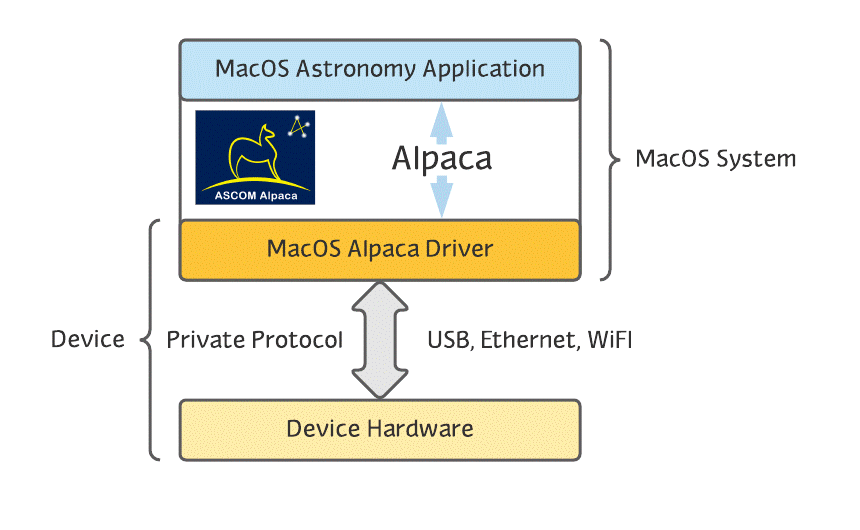 MacOS Astronomy Application
Alpaca
ASCOM Alpaca
MacOS System
MacOS Alpaca Driver
Device
Private Protocol
USB, Ethernet, WiFI
Device Hardware